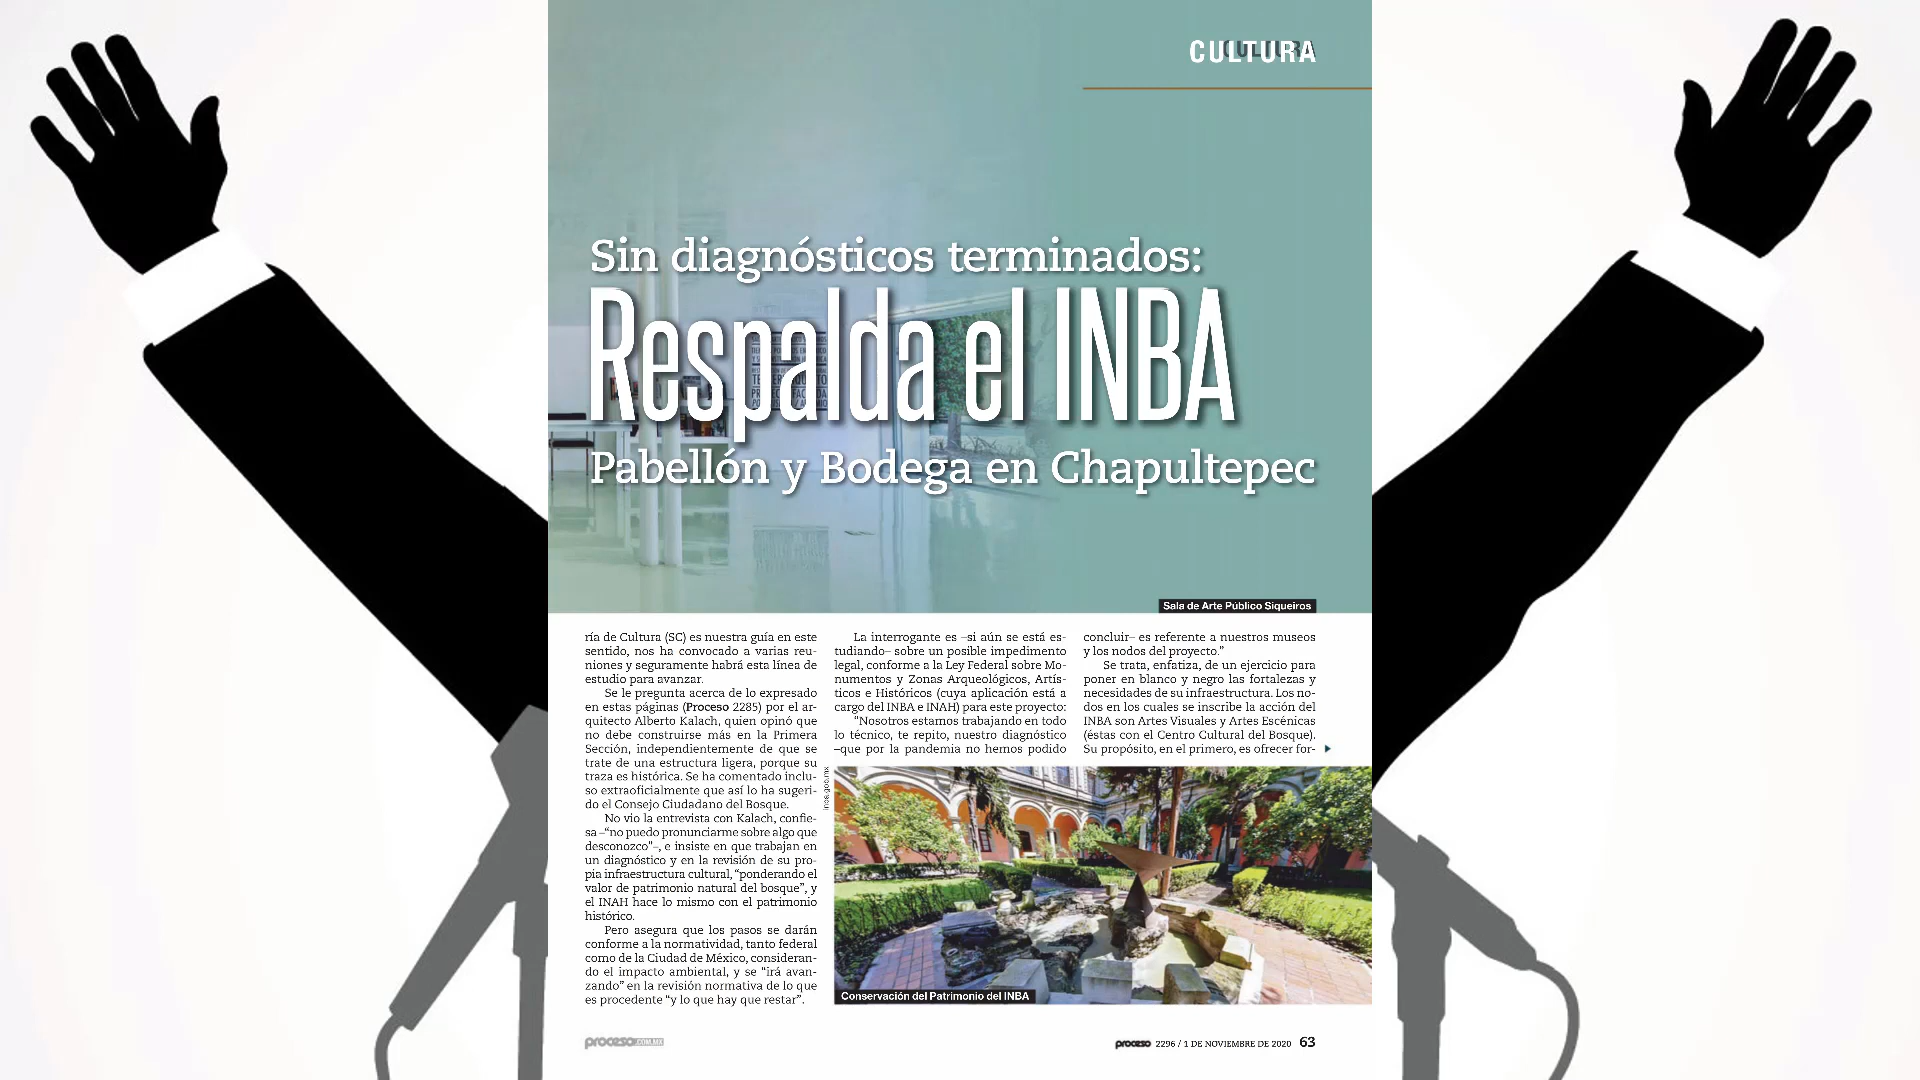 CULTURA
Sin diagnósticos terminados:
Respalda el INBA
Pabellón y Bodega en Chapultepec
Sala de Arte Público Siqueiros
ría de Cultura (SC) es nuestra guía en este
sentido, nos ha convocado a varias reu-
niones y seguramente habrá esta línea de
estudio para avanzar.
Se le pregunta acerca de lo expresado
en estas páginas (Proceso 2285) por el ar-
quitecto Alberto Kalach, quien opinó que
no debe construirse más en la Primera
Sección, independientemente de que se
trate de una estructura ligera, porque su
traza es histórica. Se ha comentado inclu-
so extraoficialmente que así lo ha sugeri-
do el Consejo Ciudadano del Bosque.
No vio la entrevista con Kalach, confie-
sa –“no puedo pronunciarme sobre algo que
desconozco”–, e insiste en que trabajan en
un diagnóstico y en la revisión de su pro-
pia infraestructura cultural, “ponderando el
valor de patrimonio natural del bosque”, y
el INAH hace lo mismo con el patrimonio
histórico.
Pero asegura que los pasos se darán
conforme a la normatividad, tanto federal
como de la Ciudad de México, consideran-
do el impacto ambiental, y se “irá avan-
zando” en la revisión normativa de lo que
es procedente “y lo que hay que restar”.
La interrogante es –si aún se está es-
tudiando– sobre un posible impedimento
legal, conforme a la Ley Federal sobre Mo-
numentos y Zonas Arqueológicos, Artís-
ticos e Históricos (cuya aplicación está a
cargo del INBA e INAH) para este proyecto:
“Nosotros estamos trabajando en todo
lo técnico, te repito, nuestro diagnóstico
–que por la pandemia no hemos podido
concluir– es referente a nuestros museos
y los nodos del proyecto.”
Se trata, enfatiza, de un ejercicio para
poner en blanco y negro las fortalezas y
necesidades de su infraestructura. Los no-
dos en los cuales se inscribe la acción del
INBA son Artes Visuales y Artes Escénicas
(éstas con el Centro Cultural del Bosque).
Su propósito, en el primero, es ofrecer for-
inba.gob.mx
Conservación del Patrimonio del INBA
proceso.COM.MX
proceso 2296 / 1 DE NOVIEMBRE DE 2020 63